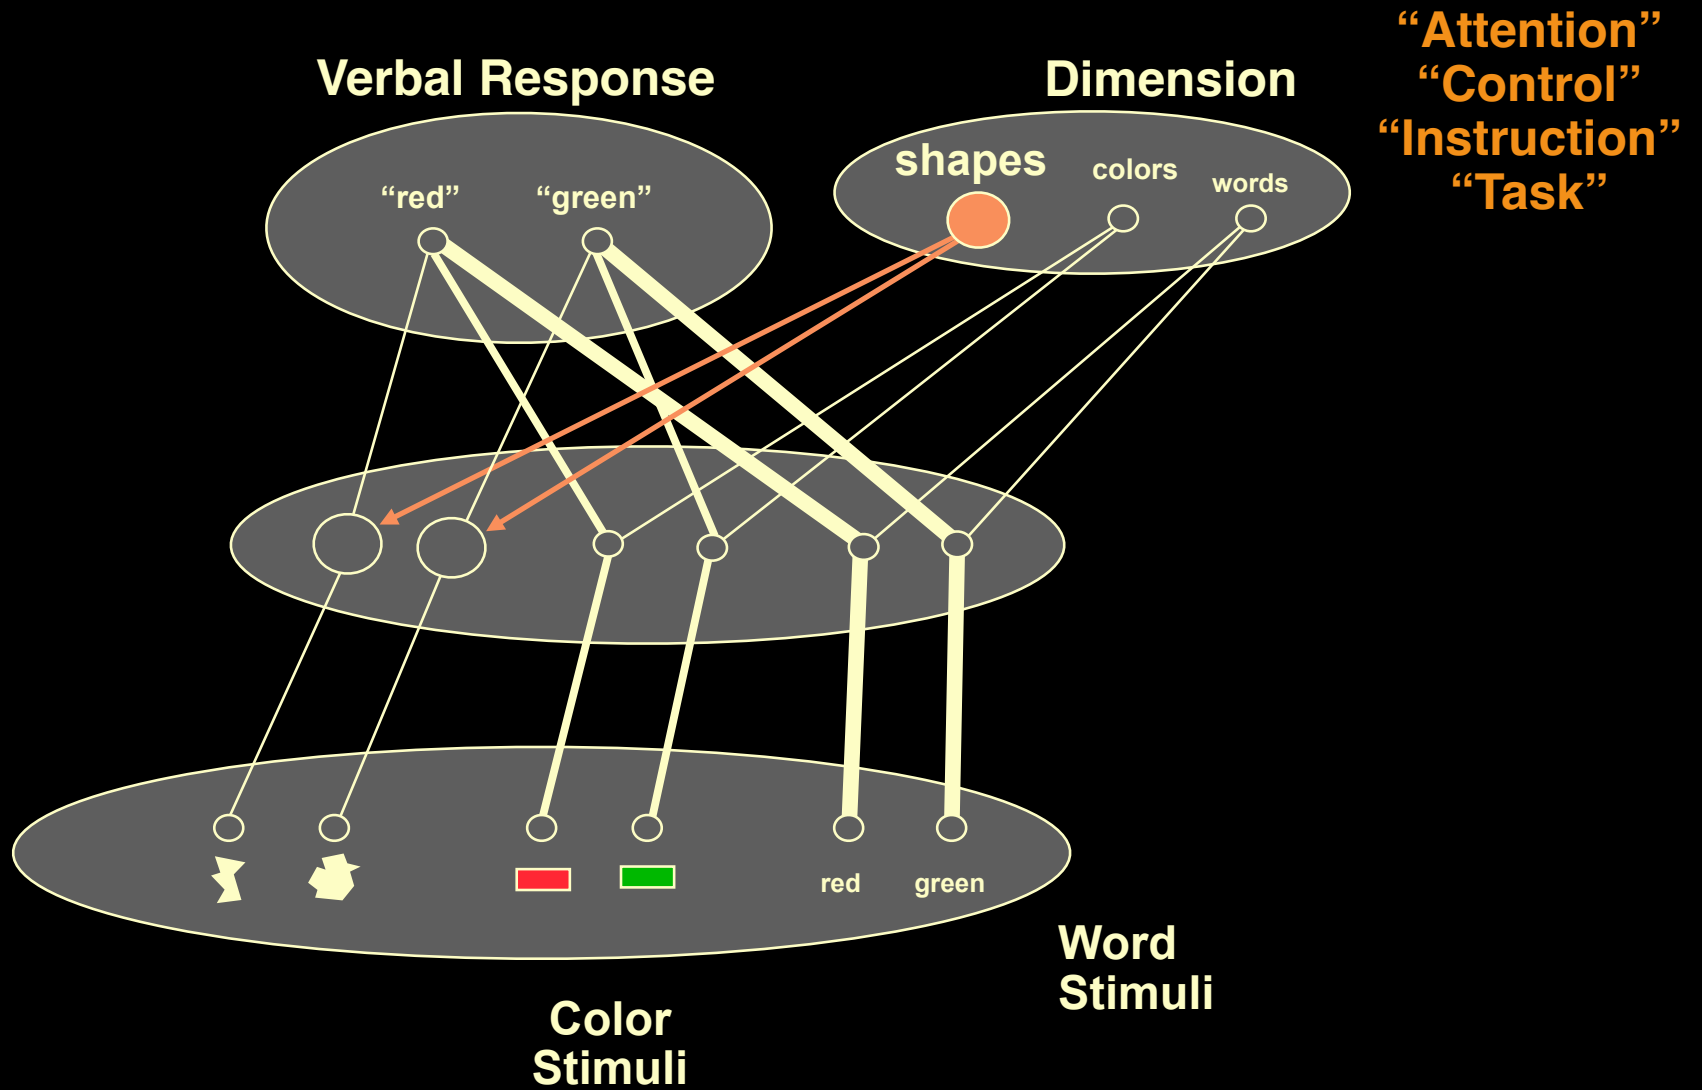 “Attention”
“Control”
“Instruction”
“Task”
Verbal Response
Dimension
shapes
colors
words
“red”
“green”
red
green
Word
Stimuli
Color
Stimuli